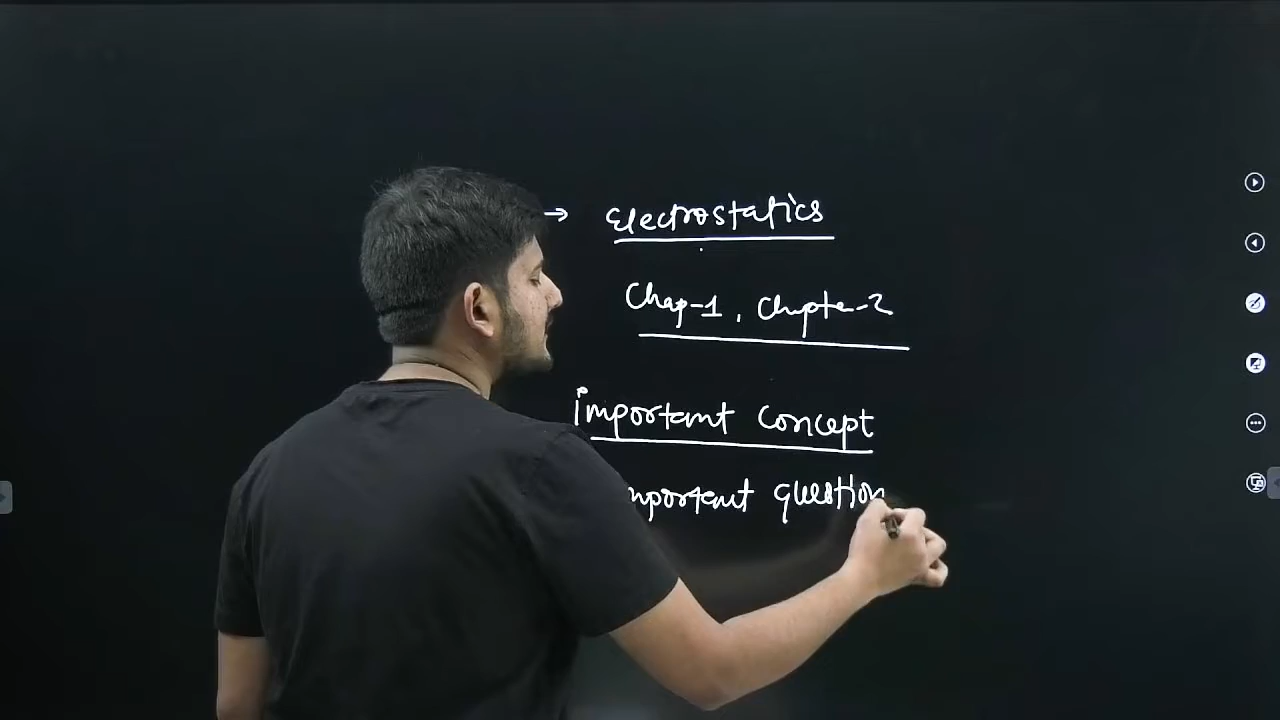 → Electrostatics
Chap-1, Chapter-2
Important Concept
mportant question